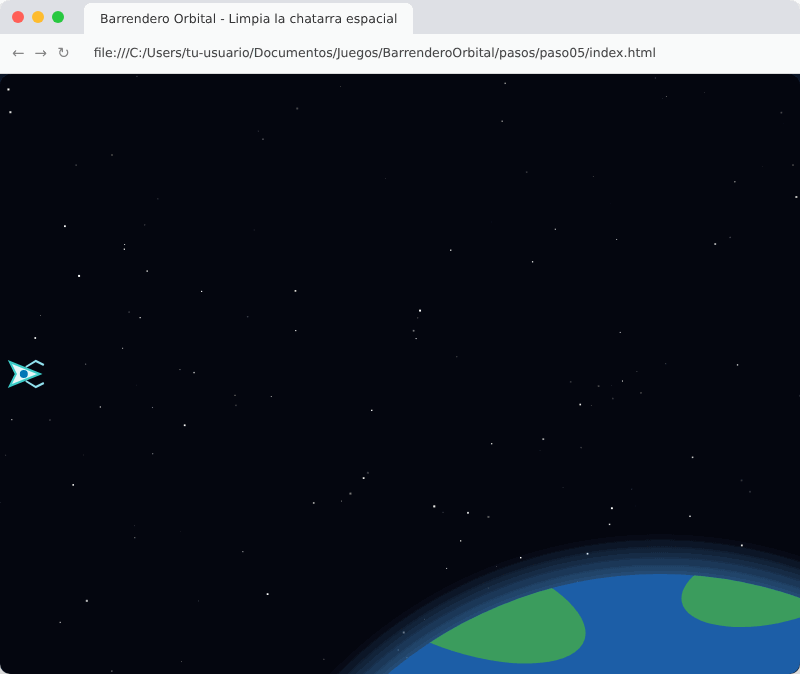 Barrendero Orbital - Limpia la chatarra espacial
file:///C:/Users/tu-usuario/Documentos/Juegos/BarrenderoOrbital/pasos/paso05/index.html